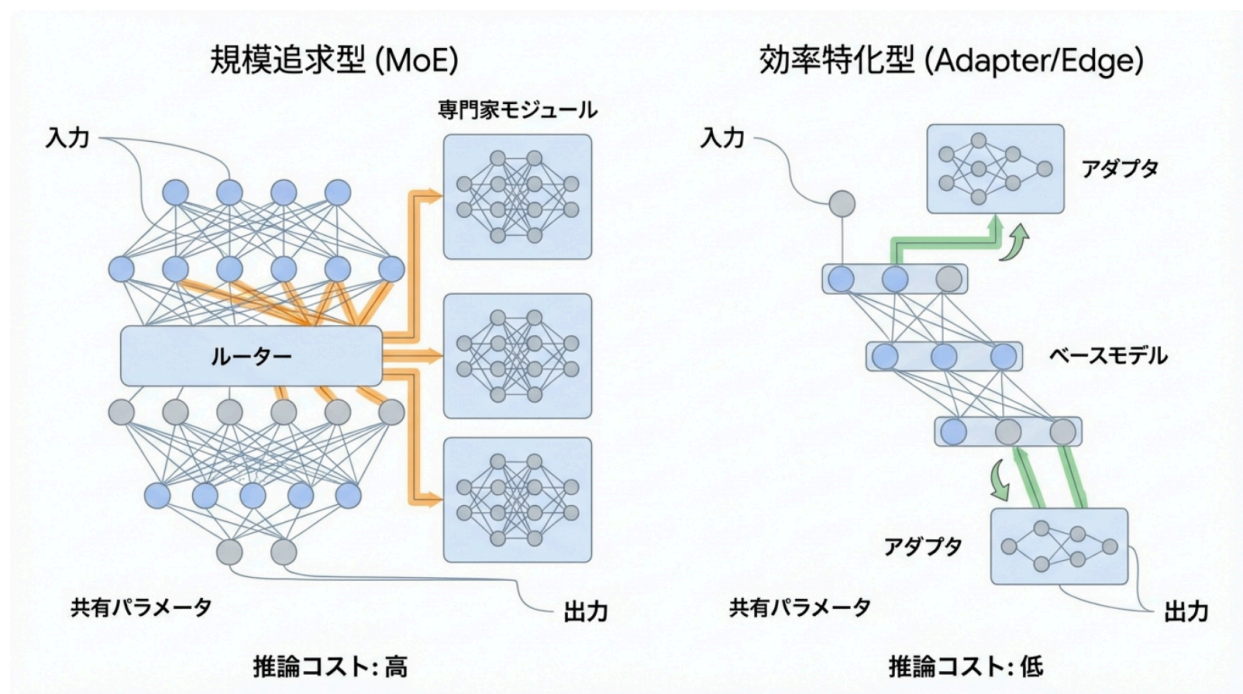 規模追求型 (MoE)
専門家モジュール
入力
ルーター
共有パラメータ
出力
推論コスト: 高
効率特化型 (Adapter/Edge)
入力
アダプタ
ベースモデル
アダプタ
共有パラメータ
出力
推論コスト: 低